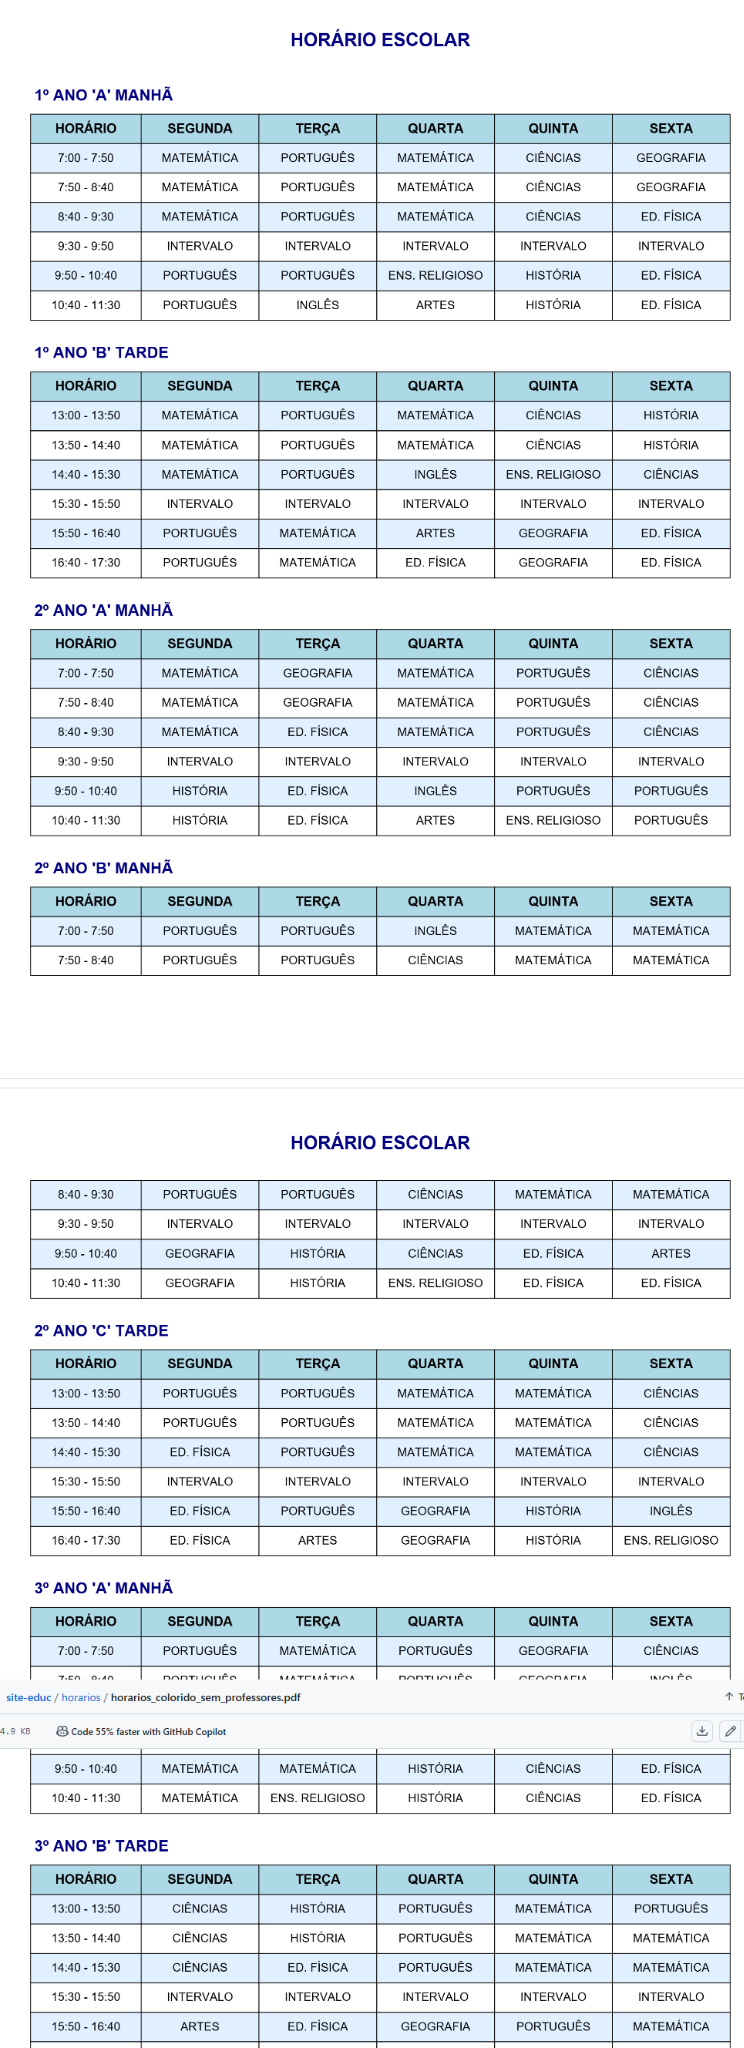 HORÁRIO ESCOLAR
1º ANO 'A' MANHÃ
HORÁRIO SEGUNDA TERÇA QUARTA QUINTA SEXTA
7:00 - 7:50 MATEMÁTICA PORTUGUÊS MATEMÁTICA CIÊNCIAS GEOGRAFIA
7:50 - 8:40 MATEMÁTICA PORTUGUÊS MATEMÁTICA CIÊNCIAS GEOGRAFIA
8:40 - 9:30 MATEMÁTICA PORTUGUÊS MATEMÁTICA CIÊNCIAS ED. FÍSICA
9:30 - 9:50 INTERVALO INTERVALO INTERVALO INTERVALO INTERVALO
9:50 - 10:40 PORTUGUÊS PORTUGUÊS ENS. RELIGIOSO HISTÓRIA ED. FÍSICA
10:40 - 11:30 PORTUGUÊS INGLÊS ARTES HISTÓRIA ED. FÍSICA
1º ANO 'B' TARDE
HORÁRIO SEGUNDA TERÇA QUARTA QUINTA SEXTA
13:00 - 13:50 MATEMÁTICA PORTUGUÊS MATEMÁTICA CIÊNCIAS HISTÓRIA
13:50 - 14:40 MATEMÁTICA PORTUGUÊS MATEMÁTICA CIÊNCIAS HISTÓRIA
14:40 - 15:30 MATEMÁTICA PORTUGUÊS INGLÊS ENS. RELIGIOSO CIÊNCIAS
15:30 - 15:50 INTERVALO INTERVALO INTERVALO INTERVALO INTERVALO
15:50 - 16:40 PORTUGUÊS MATEMÁTICA ARTES GEOGRAFIA ED. FÍSICA
16:40 - 17:30 PORTUGUÊS MATEMÁTICA ED. FÍSICA GEOGRAFIA ED. FÍSICA
2º ANO 'A' MANHÃ
HORÁRIO SEGUNDA TERÇA QUARTA QUINTA SEXTA
7:00 - 7:50 MATEMÁTICA GEOGRAFIA MATEMÁTICA PORTUGUÊS CIÊNCIAS
7:50 - 8:40 MATEMÁTICA GEOGRAFIA MATEMÁTICA PORTUGUÊS CIÊNCIAS
8:40 - 9:30 MATEMÁTICA ED. FÍSICA MATEMÁTICA PORTUGUÊS CIÊNCIAS
9:30 - 9:50 INTERVALO INTERVALO INTERVALO INTERVALO INTERVALO
9:50 - 10:40 HISTÓRIA ED. FÍSICA INGLÊS PORTUGUÊS PORTUGUÊS
10:40 - 11:30 HISTÓRIA ED. FÍSICA ARTES ENS. RELIGIOSO PORTUGUÊS
2º ANO 'B' MANHÃ
HORÁRIO SEGUNDA TERÇA QUARTA QUINTA SEXTA
7:00 - 7:50 PORTUGUÊS PORTUGUÊS INGLÊS MATEMÁTICA MATEMÁTICA
7:50 - 8:40 PORTUGUÊS PORTUGUÊS CIÊNCIAS MATEMÁTICA MATEMÁTICA
HORÁRIO ESCOLAR
8:40 - 9:30 PORTUGUÊS PORTUGUÊS CIÊNCIAS MATEMÁTICA MATEMÁTICA
9:30 - 9:50 INTERVALO INTERVALO INTERVALO INTERVALO INTERVALO
9:50 - 10:40 GEOGRAFIA HISTÓRIA CIÊNCIAS ED. FÍSICA ARTES
10:40 - 11:30 GEOGRAFIA HISTÓRIA ENS. RELIGIOSO ED. FÍSICA ED. FÍSICA
2º ANO 'C' TARDE
HORÁRIO SEGUNDA TERÇA QUARTA QUINTA SEXTA
13:00 - 13:50 PORTUGUÊS PORTUGUÊS MATEMÁTICA MATEMÁTICA CIÊNCIAS
13:50 - 14:40 PORTUGUÊS PORTUGUÊS MATEMÁTICA MATEMÁTICA CIÊNCIAS
14:40 - 15:30 ED. FÍSICA PORTUGUÊS MATEMÁTICA MATEMÁTICA CIÊNCIAS
15:30 - 15:50 INTERVALO INTERVALO INTERVALO INTERVALO INTERVALO
15:50 - 16:40 ED. FÍSICA PORTUGUÊS GEOGRAFIA HISTÓRIA INGLÊS
16:40 - 17:30 ED. FÍSICA ARTES GEOGRAFIA HISTÓRIA ENS. RELIGIOSO
3º ANO 'A' MANHÃ
HORÁRIO SEGUNDA TERÇA QUARTA QUINTA SEXTA
7:00 - 7:50 PORTUGUÊS MATEMÁTICA PORTUGUÊS GEOGRAFIA CIÊNCIAS
7:50 - 8:40 PORTUGUÊS MATEMÁTICA PORTUGUÊS GEOGRAFIA INGLÊS
site-educ / horarios / horarios_colorido_sem_professores.pdf
4.9 KB Code 55% faster with GitHub Copilot
9:50 - 10:40 MATEMÁTICA MATEMÁTICA HISTÓRIA CIÊNCIAS ED. FÍSICA
10:40 - 11:30 MATEMÁTICA ENS. RELIGIOSO HISTÓRIA CIÊNCIAS ED. FÍSICA
3º ANO 'B' TARDE
HORÁRIO SEGUNDA TERÇA QUARTA QUINTA SEXTA
13:00 - 13:50 CIÊNCIAS HISTÓRIA PORTUGUÊS MATEMÁTICA PORTUGUÊS
13:50 - 14:40 CIÊNCIAS HISTÓRIA PORTUGUÊS MATEMÁTICA MATEMÁTICA
14:40 - 15:30 CIÊNCIAS ED. FÍSICA PORTUGUÊS MATEMÁTICA MATEMÁTICA
15:30 - 15:50 INTERVALO INTERVALO INTERVALO INTERVALO INTERVALO
15:50 - 16:40 ARTES ED. FÍSICA GEOGRAFIA PORTUGUÊS MATEMÁTICA